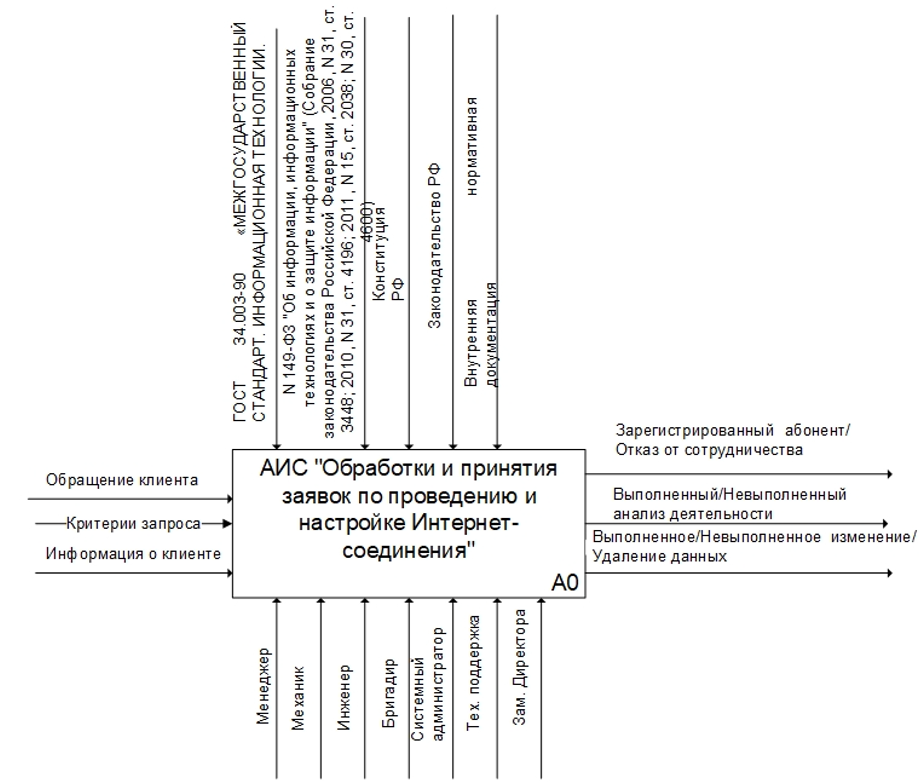 ГОСТ 34.003-90 «МЕЖГОСУДАРСТВЕННЫЙ
СТАНДАРТ. ИНФОРМАЦИОННАЯ ТЕХНОЛОГИИ.
N 149-ФЗ "Об информации, информационных
технологиях и о защите информации" (Собрание
законодательства Российской Федерации, 2006, N 31, ст.
3448; 2010, N 31, ст. 4196; 2011, N 15, ст. 2038; N 30, ст.
4600)
Конституция
РФ
Законодательство РФ
Внутренняя нормативная
документация
Обращение клиента
Критерии запроса
Информация о клиенте
АИС "Обработки и принятия
заявок по проведению и
настройке Интернет-
соединения"
A0
Зарегистрированный абонент/
Отказ от сотрудничества
Выполненный/Невыполненный
анализ деятельности
Выполненное/Невыполненное изменение/
Удаление данных
Менеджер
Механик
Инженер
Бригадир
Системный
администратор
Тех. поддержка
Зам. Директора